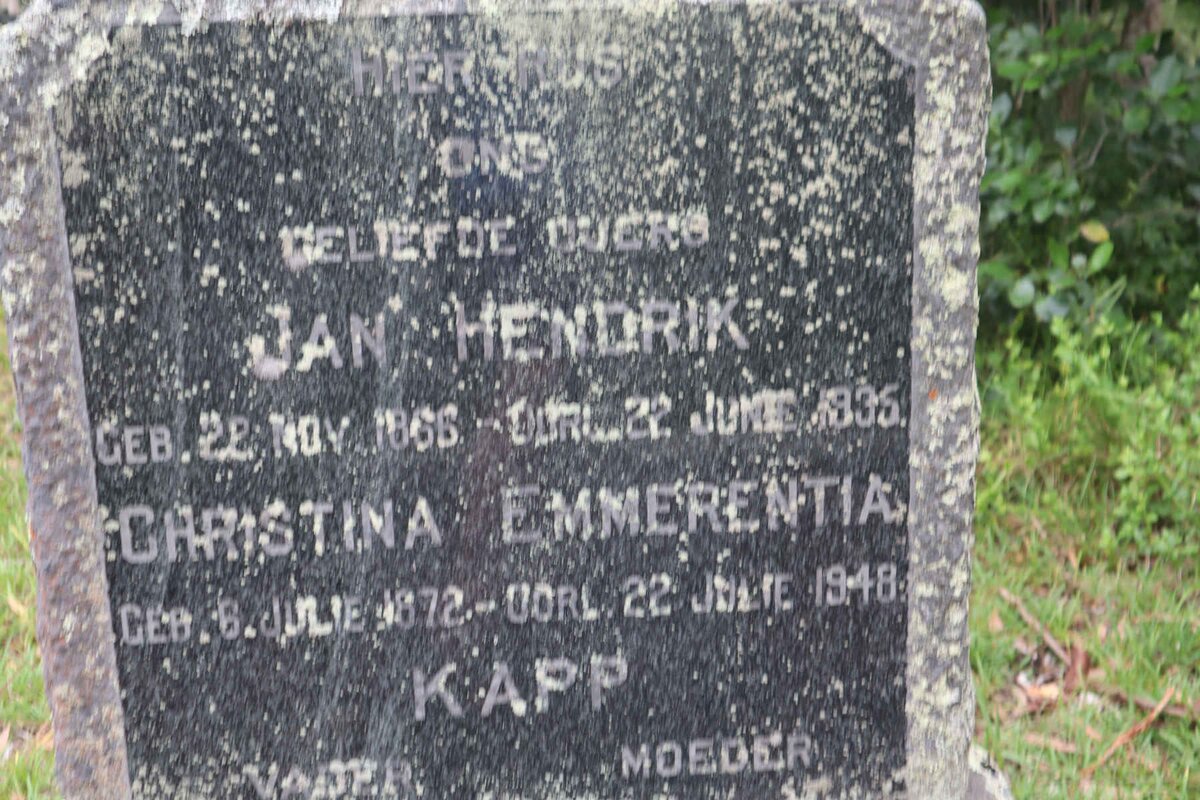 HIER RUS
ONS
GELIEFDE OUERS
JAN HENDRIK
GEB. 22 NOV. 1866. - OORL. 22 JUNIE 1935.
CHRISTINA EMMERENTIA
GEB. 6. JULIE 1872. - OORL. 22 JULIE 1948.
KAPP
VADER MOEDER